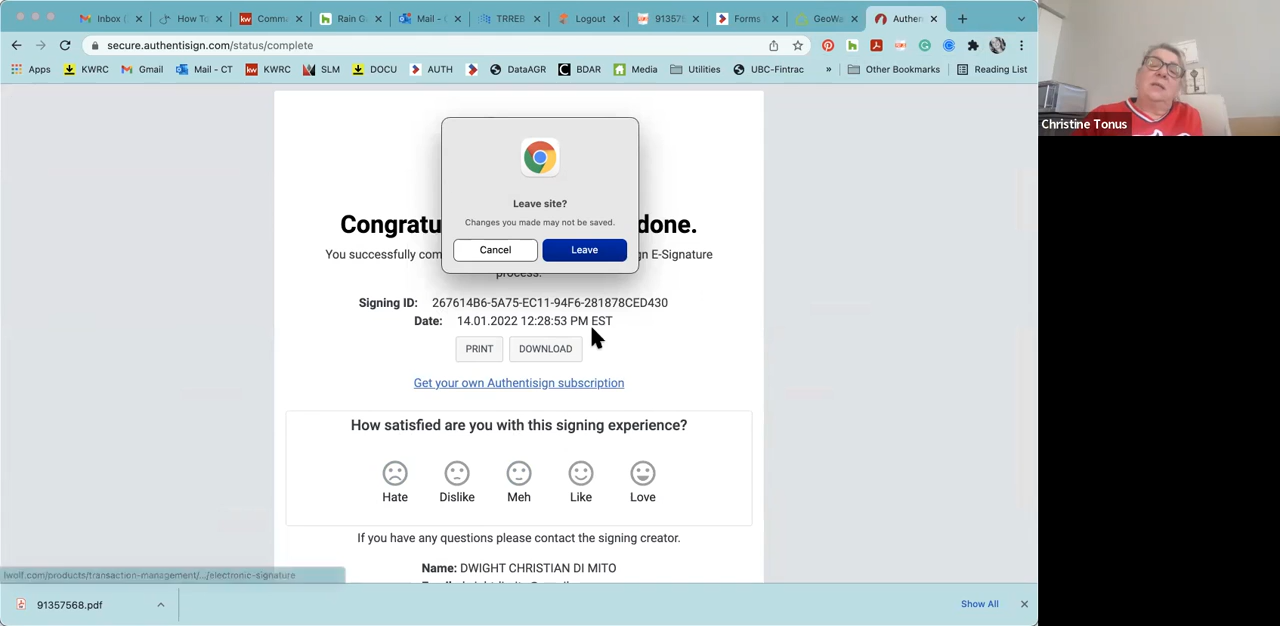 Inbox (
How To
Comma
Rain G
Mail - C
TRREB
Logout
91357
Forms
GeoWa
Authen
secure.authentisign.com/status/complete
Apps KWRC Gmail Mail - CT KWRC SLM DOCU AUTH DataAGR BDAR Media Utilities UBC-Fintrac » Other Bookmarks Reading List
Christine Tonus
Leave site?
Changes you made may not be saved.
Cancel Leave
Congratu done.
You successfully com gn E-Signature
process.
Signing ID: 267614B6-5A75-EC11-94F6-281878CED430
Date: 14.01.2022 12:28:53 PM EST
PRINT DOWNLOAD
Get your own Authentisign subscription
How satisfied are you with this signing experience?
Hate Dislike Meh Like Love
If you have any questions please contact the signing creator.
Name: DWIGHT CHRISTIAN DI MITO
lwolf.com/products/transaction-management/.../electronic-signature
91357568.pdf
Show All